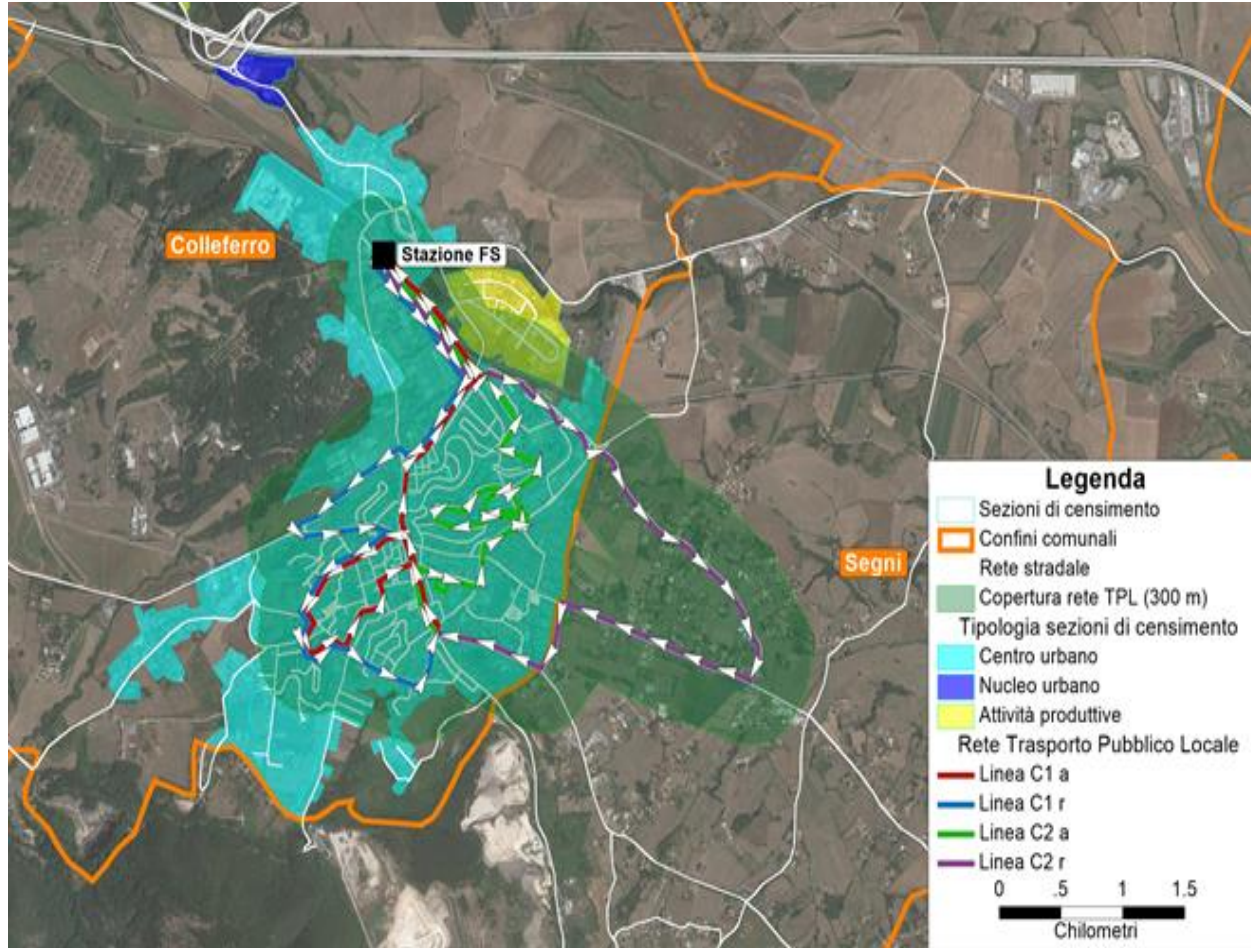 Colleferro
Stazione FS
Segni
Legenda
Sezioni di censimento
Confini comunali
Rete stradale
Copertura rete TPL (300 m)
Tipologia sezioni di censimento
Centro urbano
Nucleo urbano
Attività produttive
Rete Trasporto Pubblico Locale
Linea C1 a
Linea C1 r
Linea C2 a
Linea C2 r
0 .5 1 1.5
Chilometri